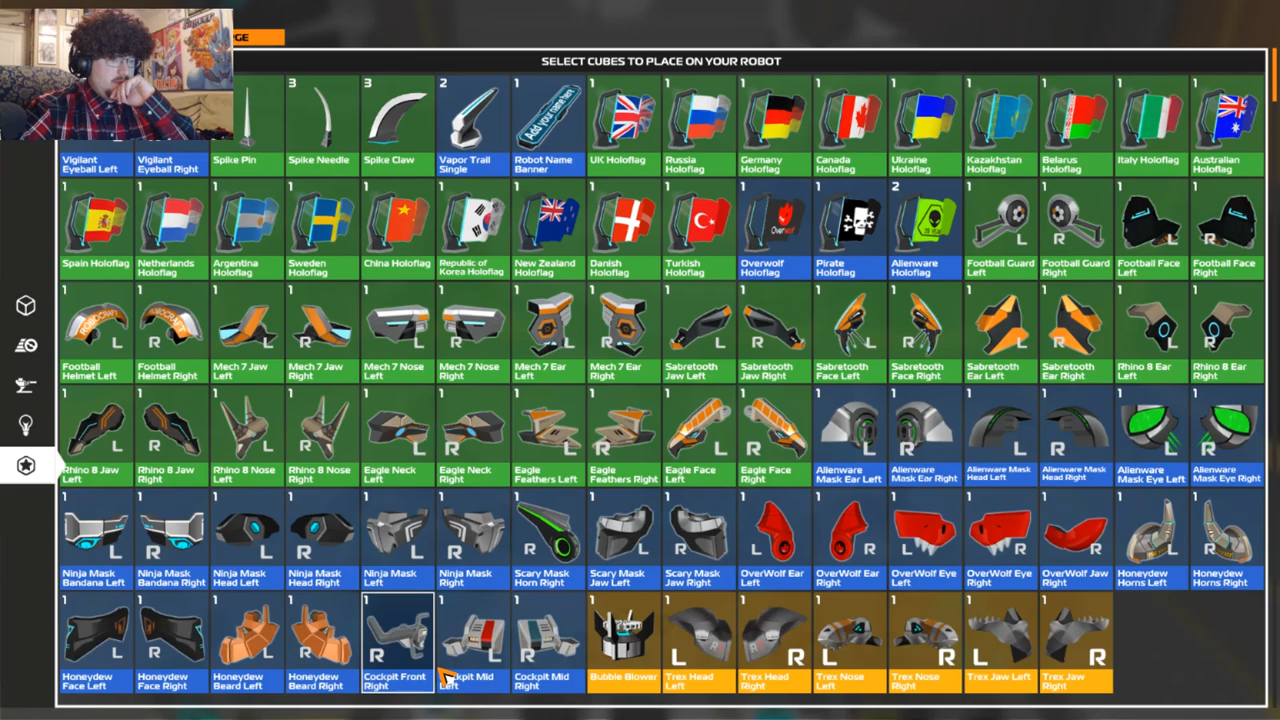 GE
SELECT CUBES TO PLACE ON YOUR ROBOT
3 3 2 1 1 1 1 1 1 1 1 1 1
Add your name here
Vigilant Eyeball Left
Vigilant Eyeball Right
Spike Pin
Spike Needle
Spike Claw
Vapor Trail Single
Robot Name Banner
UK Holoflag
Russia Holoflag
Germany Holoflag
Canada Holoflag
Ukraine Holoflag
Kazakhstan Holoflag
Belarus Holoflag
Italy Holoflag
Australian Holoflag
1 1 1 1 1 1 1 1 1 1 1 2 1 1 1 1
Overwolf
L R L R
Spain Holoflag
Netherlands Holoflag
Argentina Holoflag
Sweden Holoflag
China Holoflag
Republic of Korea Holoflag
New Zealand Holoflag
Danish Holoflag
Turkish Holoflag
Overwolf Holoflag
Pirate Holoflag
Alienware Holoflag
Football Guard Left
Football Guard Right
Football Face Left
Football Face Right
1 1 1 1 1 1 1 1 1 1 1 1 1 1 1 1
ROBOCRAFT
L R L R L R L R L R L R L R L R
Football Helmet Left
Football Helmet Right
Mech 7 Jaw Left
Mech 7 Jaw Right
Mech 7 Nose Left
Mech 7 Nose Right
Mech 7 Ear Left
Mech 7 Ear Right
Sabretooth Jaw Left
Sabretooth Jaw Right
Sabretooth Face Left
Sabretooth Face Right
Sabretooth Ear Left
Sabretooth Ear Right
Rhino 8 Ear Left
Rhino 8 Ear Right
1 1 1 1 1 1 1 1 1 1 1 1 1 1 1 1
L R L R L R L R L R L R L R L R
Rhino 8 Jaw Left
Rhino 8 Jaw Right
Rhino 8 Nose Left
Rhino 8 Nose Right
Eagle Neck Left
Eagle Neck Right
Eagle Feathers Left
Eagle Feathers Right
Eagle Face Left
Eagle Face Right
Alienware Mask Ear Left
Alienware Mask Ear Right
Alienware Mask Head Left
Alienware Mask Head Right
Alienware Mask Eye Left
Alienware Mask Eye Right
1 1 1 1 1 1 1 1 1 1 1 1 1 1 1 1
L R L R L R R L R L R L R R L R
Ninja Mask Bandana Left
Ninja Mask Bandana Right
Ninja Mask Head Left
Ninja Mask Head Right
Ninja Mask Left
Ninja Mask Right
Scary Mask Horn Right
Scary Mask Jaw Left
Scary Mask Jaw Right
OverWolf Ear Left
OverWolf Ear Right
OverWolf Eye Left
OverWolf Eye Right
OverWolf Jaw Right
Honeydew Horns Left
Honeydew Horns Right
1 1 1 1 1 1 1 1 1 1 1 1 1 1
L R L R R L R L R L R L R
Honeydew Face Left
Honeydew Face Right
Honeydew Beard Left
Honeydew Beard Right
Cockpit Front Right
ckpit Mid Left
Cockpit Mid Right
Bubble Blower
Trex Head Left
Trex Head Right
Trex Nose Left
Trex Nose Right
Trex Jaw Left
Trex Jaw Right